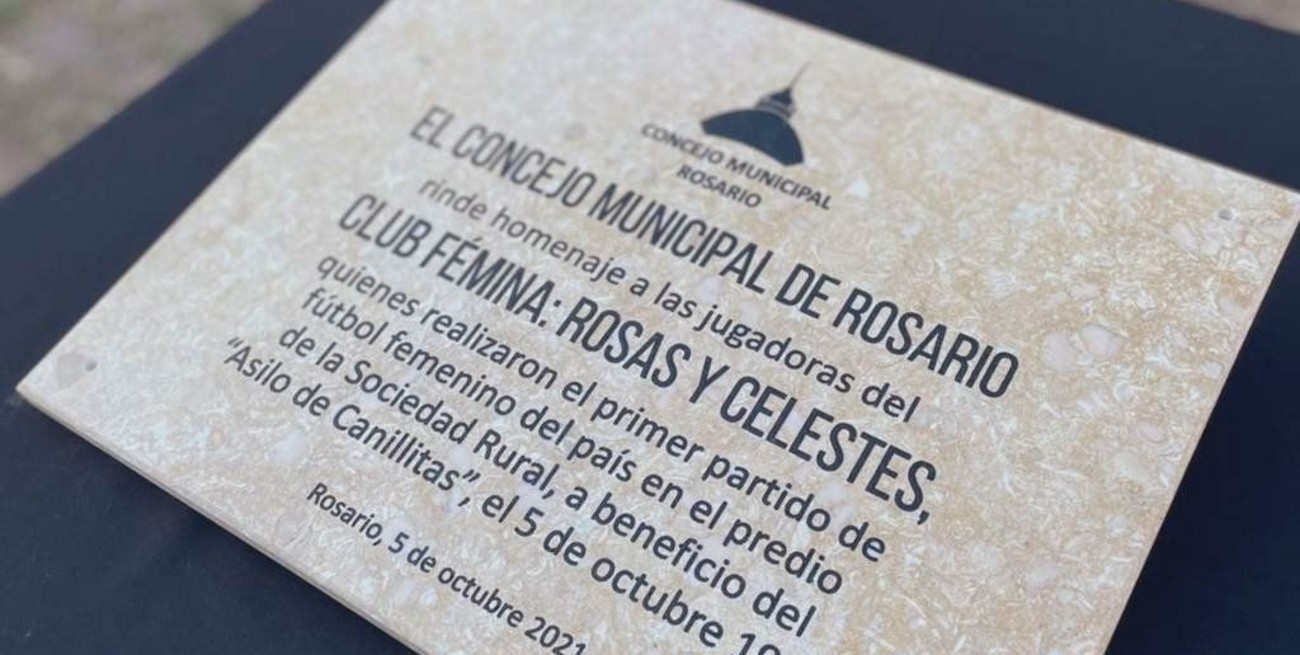 CONCEJO MUNICIPAL
ROSARIO
EL CONCEJO MUNICIPAL DE ROSARIO
rinde homenaje a las jugadoras del
CLUB FÉMINA: ROSAS Y CELESTES,
quienes realizaron el primer partido de
fútbol femenino del país en el predio
de la Sociedad Rural, a beneficio del
"Asilo de Canillitas", el 5 de octubre
Rosario, 5 de octubre 2021